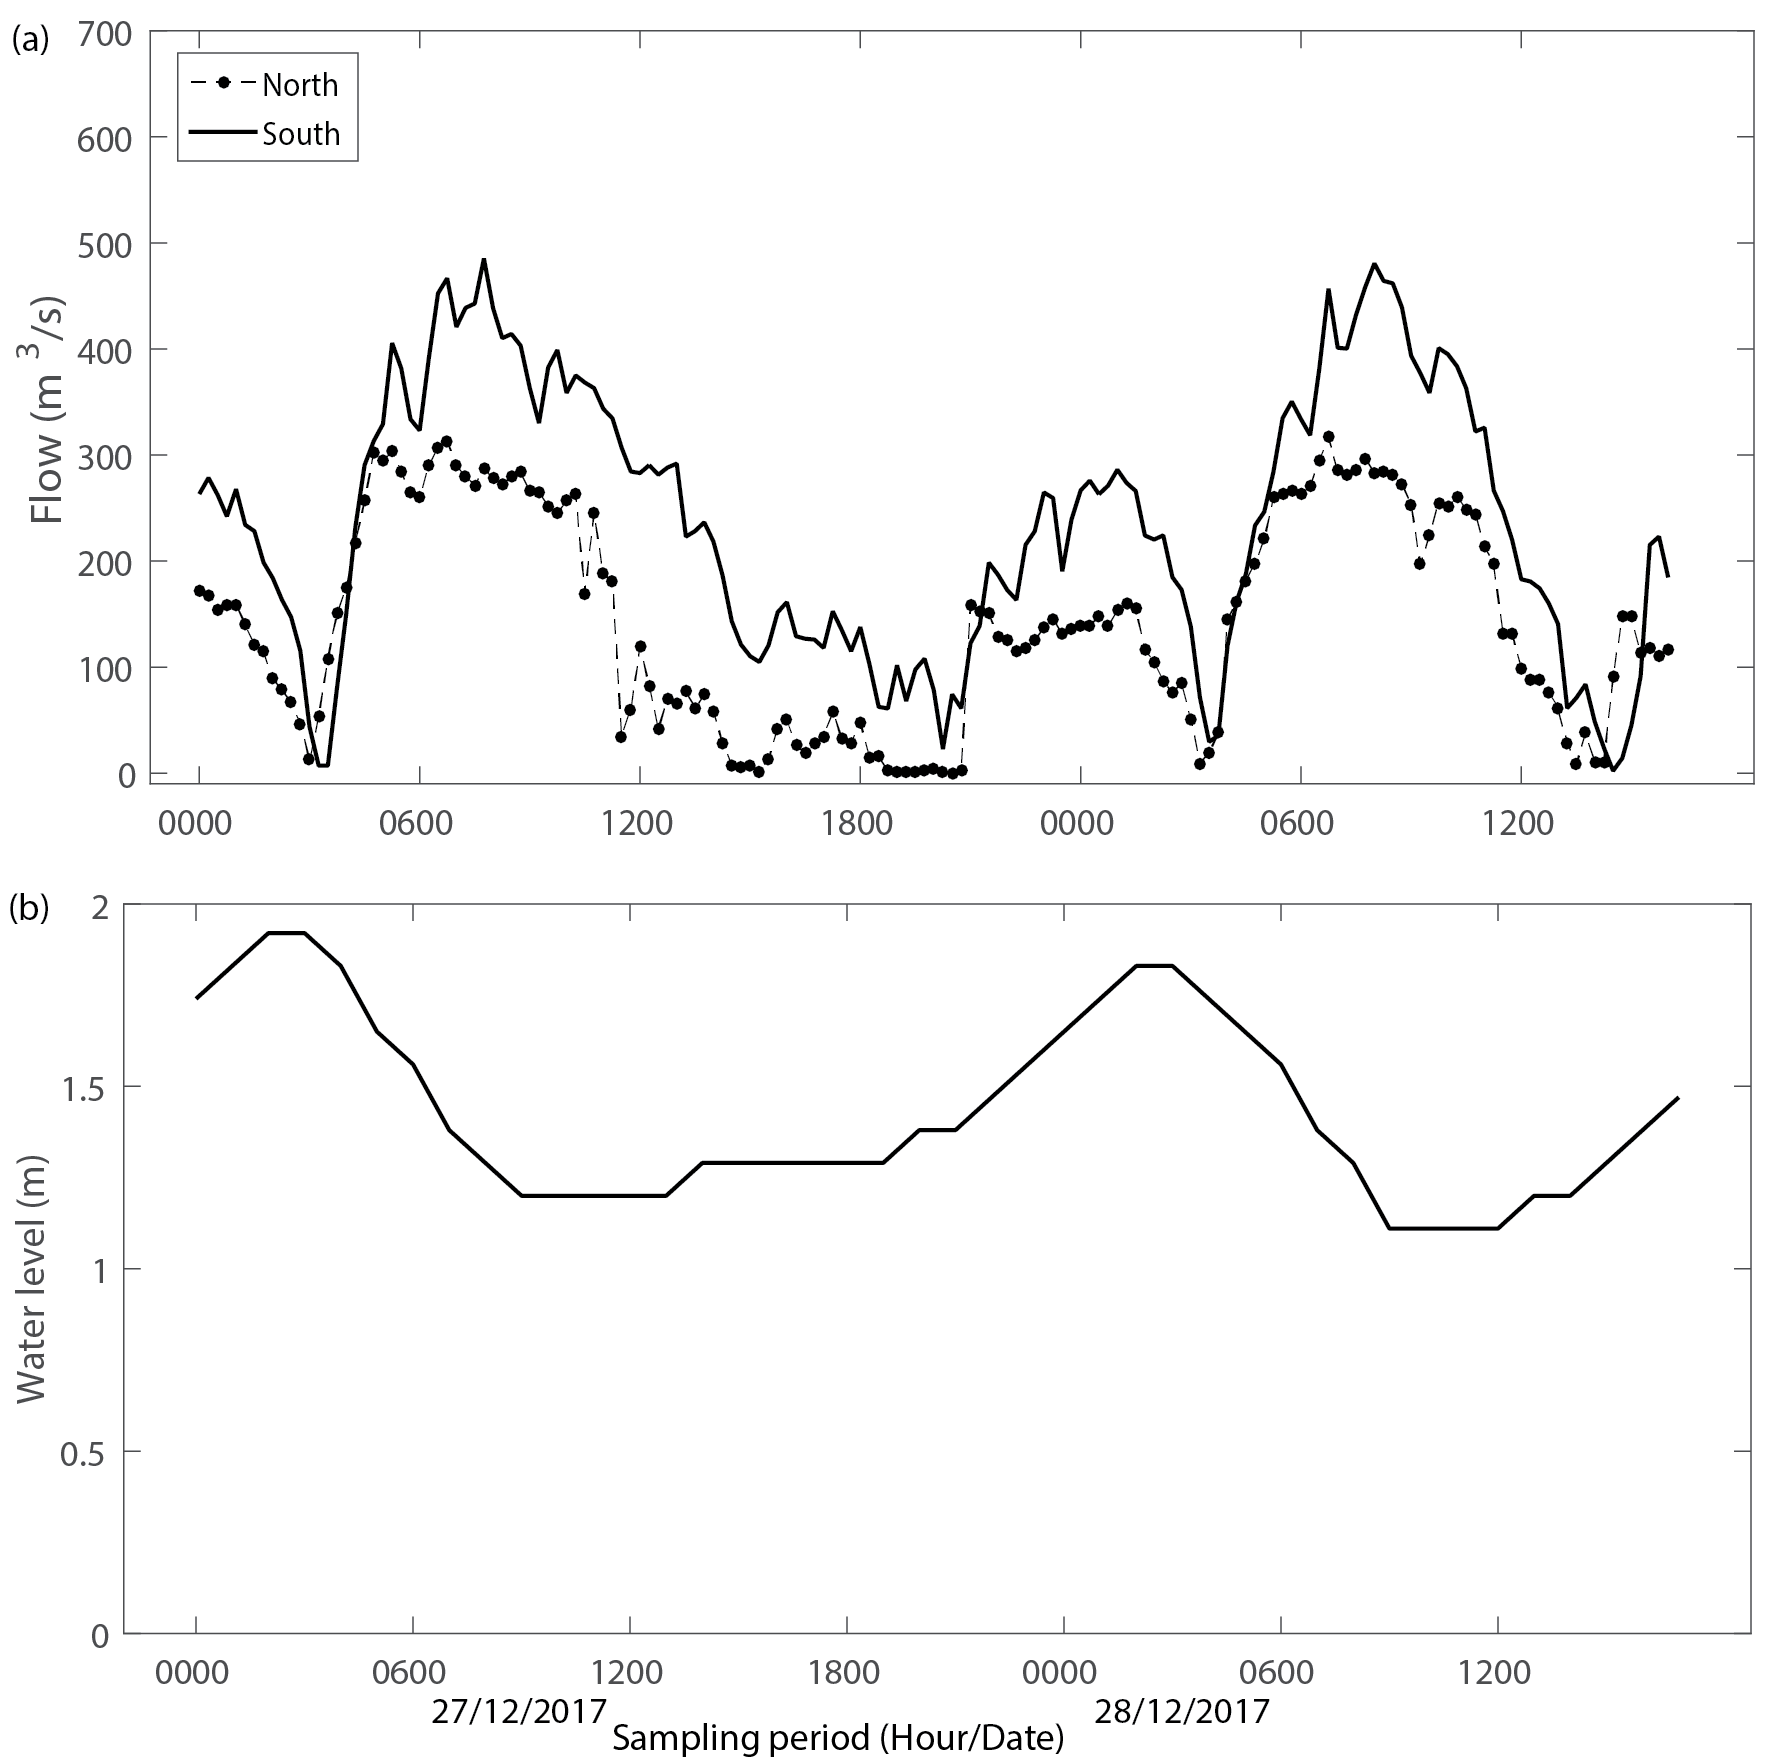 (a)
700
600
500
400
300
200
100
0
Flow (m 3/s)
North
South
0000 0600 1200 1800 0000 0600 1200
(b)
2
1.5
1
0.5
0
Water level (m)
0000 0600 1200 1800 0000 0600 1200
27/12/2017 28/12/2017
Sampling period (Hour/Date)